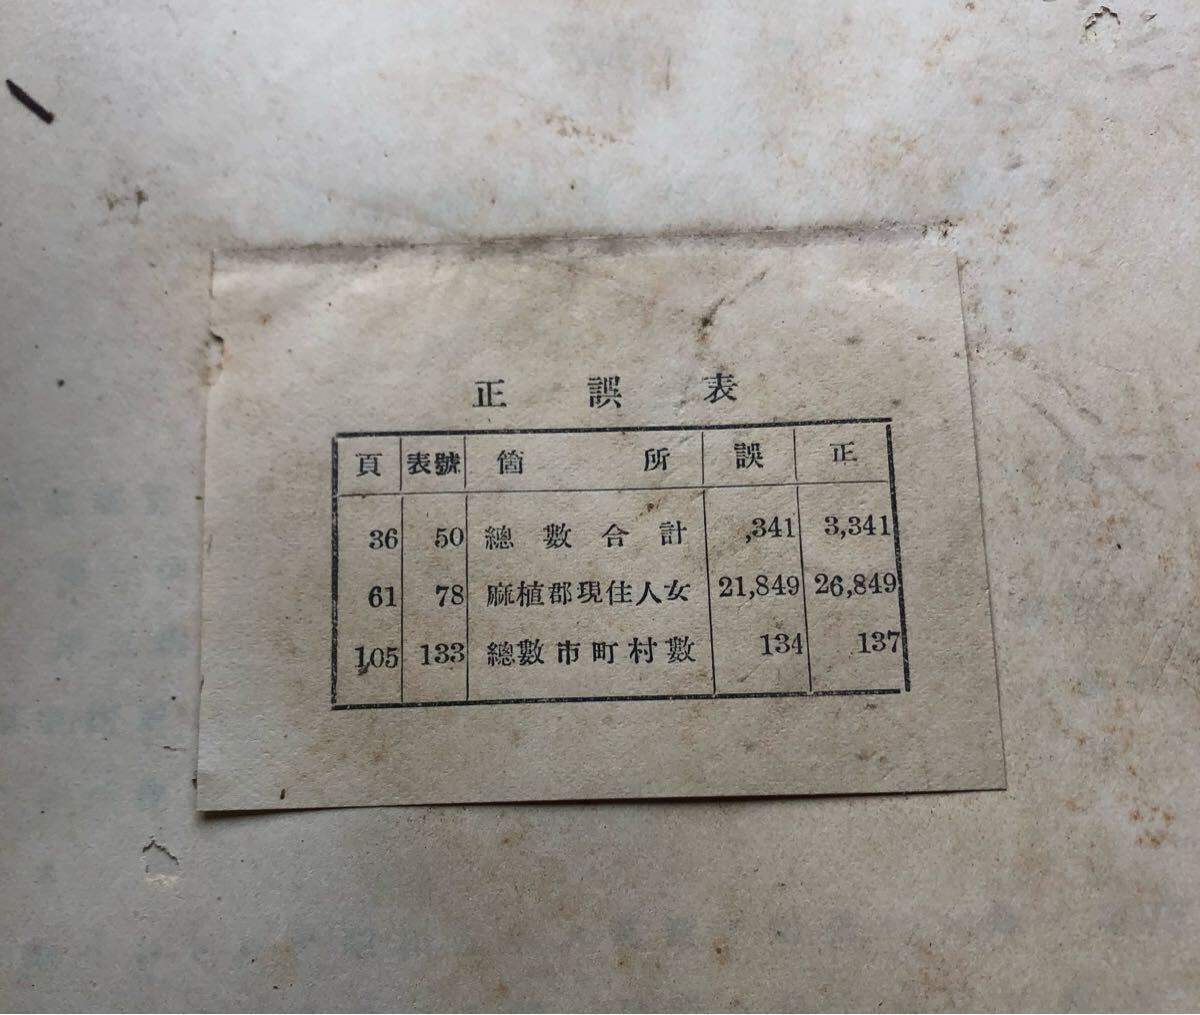 正誤表
頁 表號 箇所 誤 正
36 50 總數合計 ,341 3,341
61 78 麻植郡現住人女 21,849 26,849
105 133 總數市町村數 134 137